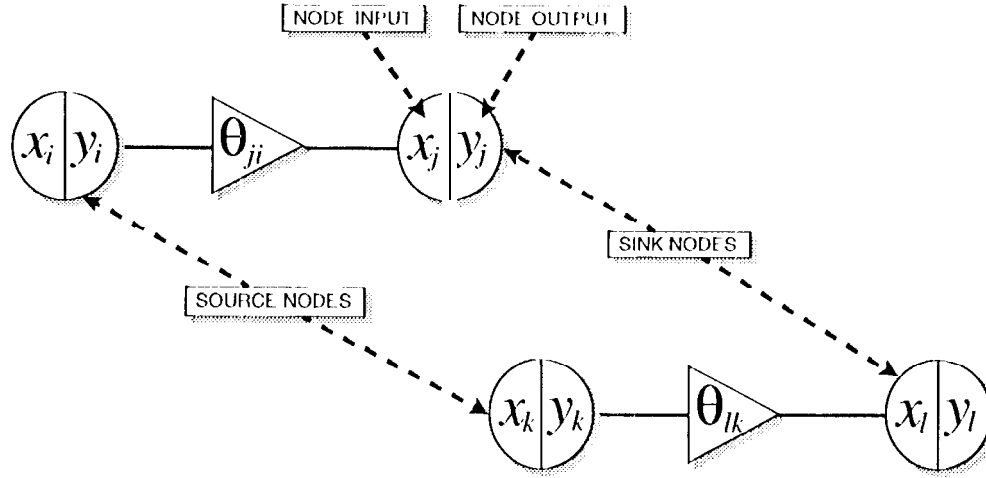 NODE INPUT
NODE OUTPUT
x_i y_i
θ_ji
x_j y_j
SINK NODES
SOURCE NODES
x_k y_k
θ_lk
x_l y_l